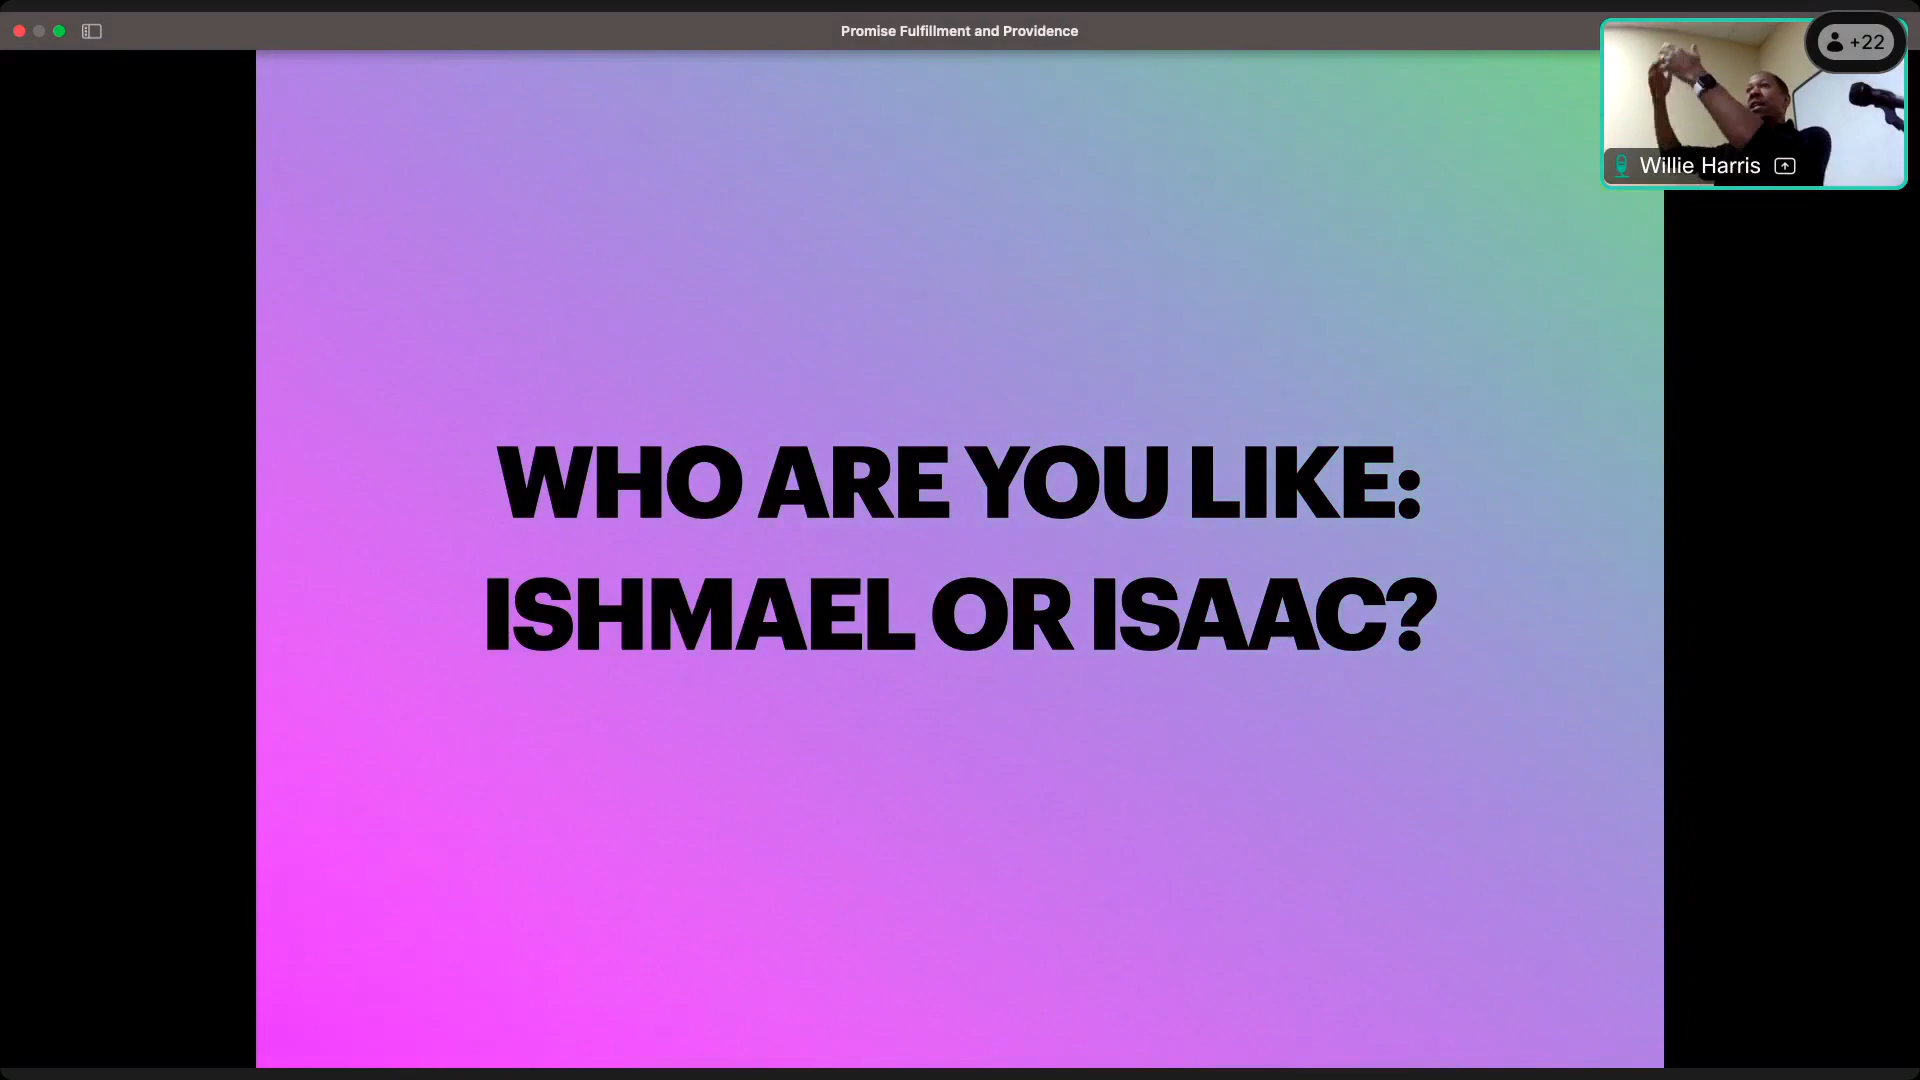 Promise Fulfillment and Providence
+22
Willie Harris
WHO ARE YOU LIKE:
ISHMAEL OR ISAAC?